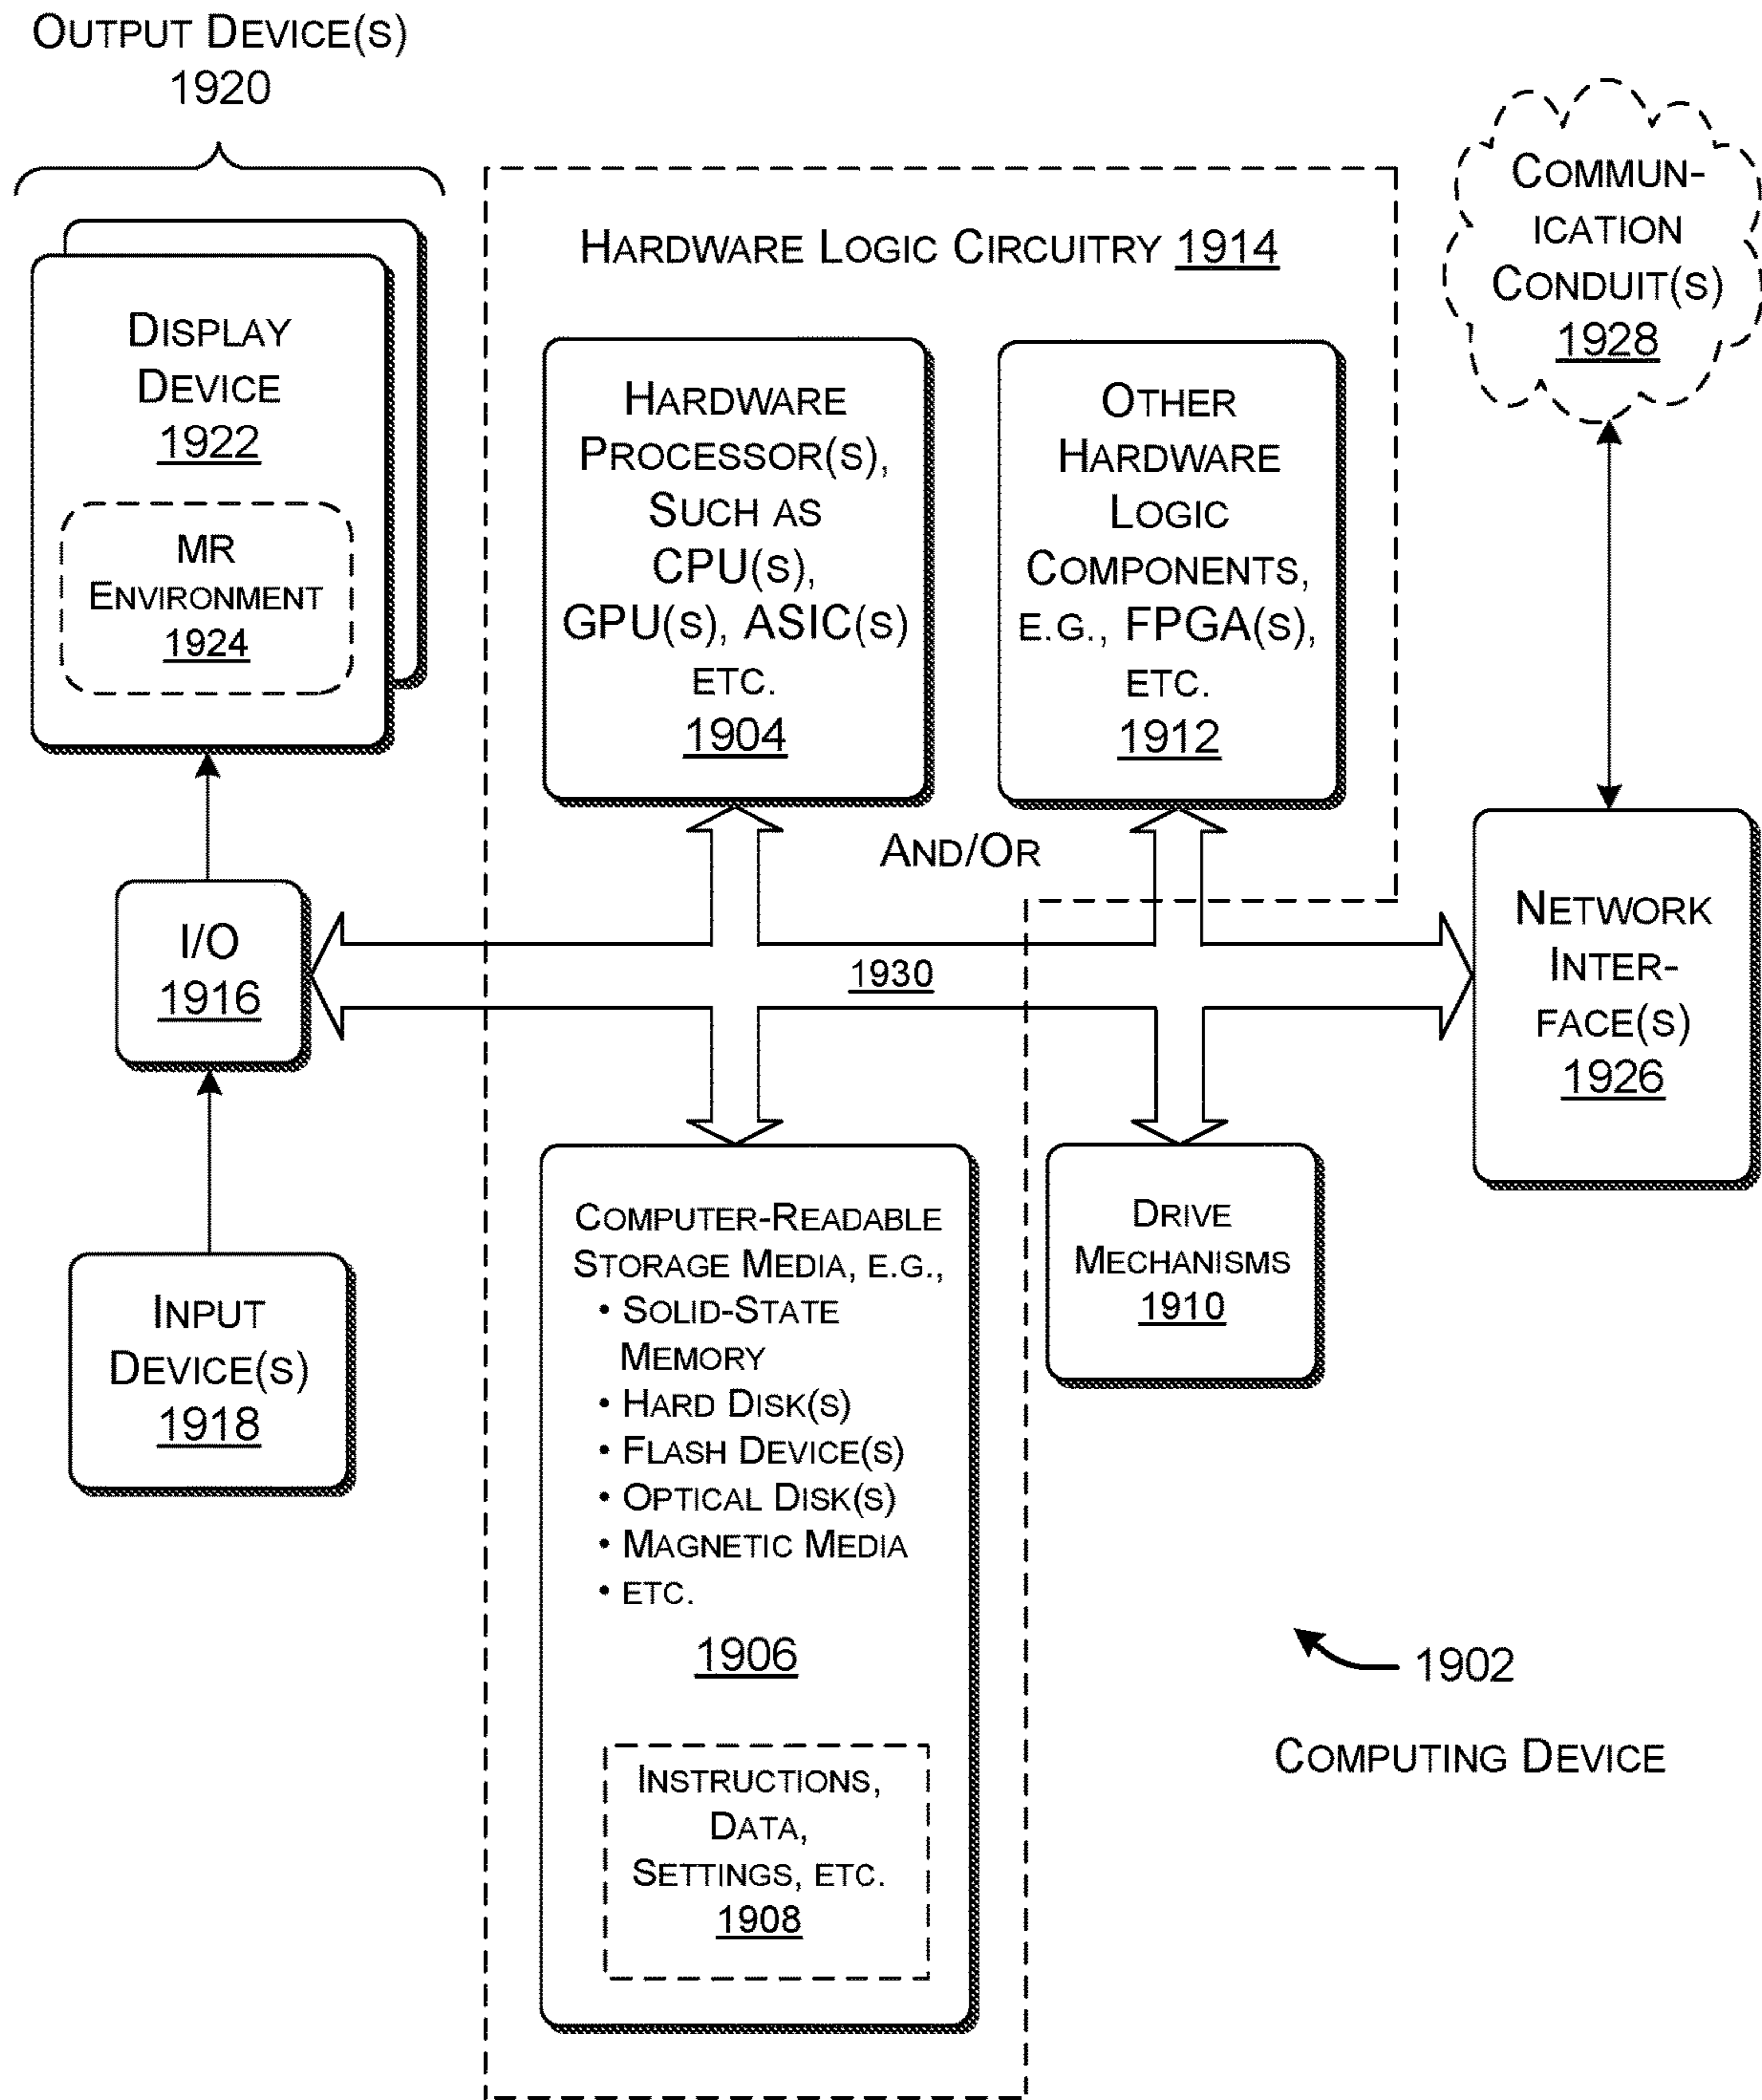 OUTPUT DEVICE(S)
1920
DISPLAY
DEVICE
1922
MR
ENVIRONMENT
1924
I/O
1916
INPUT
DEVICE(S)
1918
HARDWARE LOGIC CIRCUITRY 1914
HARDWARE
PROCESSOR(S),
SUCH AS
CPU(S),
GPU(S), ASIC(S)
ETC.
1904
OTHER
HARDWARE
LOGIC
COMPONENTS,
E.G., FPGA(S),
ETC.
1912
AND/OR
1930
COMPUTER-READABLE
STORAGE MEDIA, E.G.,
• SOLID-STATE
MEMORY
• HARD DISK(S)
• FLASH DEVICE(S)
• OPTICAL DISK(S)
• MAGNETIC MEDIA
• ETC.
1906
INSTRUCTIONS,
DATA,
SETTINGS, ETC.
1908
DRIVE
MECHANISMS
1910
COMMUN-
ICATION
CONDUIT(S)
1928
NETWORK
INTER-
FACE(S)
1926
1902
COMPUTING DEVICE